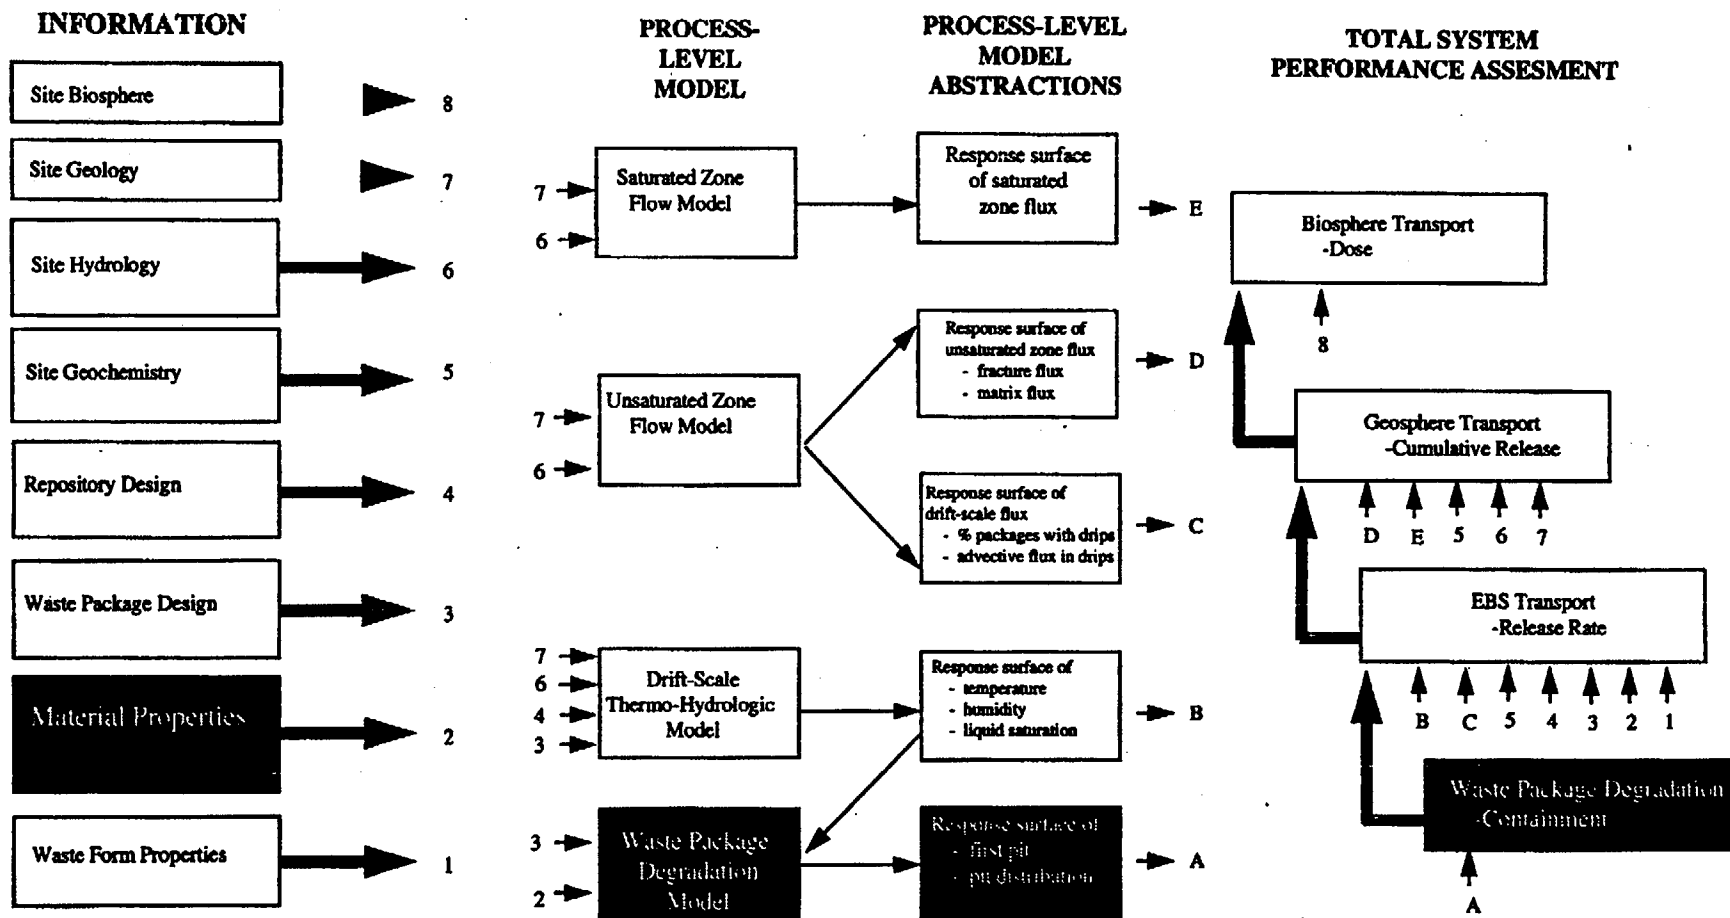 INFORMATION
Site Biosphere
8
Site Geology
7
Site Hydrology
6
Site Geochemistry
5
Repository Design
4
Waste Package Design
3
Material Properties
2
Waste Form Properties
1
PROCESS-
LEVEL
MODEL
7
6
Saturated Zone
Flow Model
7
6
Unsaturated Zone
Flow Model
7
6
4
3
Drift-Scale
Thermo-Hydrologic
Model
3
2
Waste Package
Degradation
Model
PROCESS-LEVEL
MODEL
ABSTRACTIONS
Response surface
of saturated
zone flux
E
Response surface of
unsaturated zone flux
- fracture flux
- matrix flux
D
Response surface of
drift-scale flux
- % packages with drips
- advective flux in drips
C
Response surface of
- temperature
- humidity
- liquid saturation
B
Response surface of
- first pit
- pit distribution
A
TOTAL SYSTEM
PERFORMANCE ASSESMENT
Biosphere Transport
-Dose
8
Geosphere Transport
-Cumulative Release
D E 5 6 7
EBS Transport
-Release Rate
B C 5 4 3 2 1
Waste Package Degradation
-Containment
A